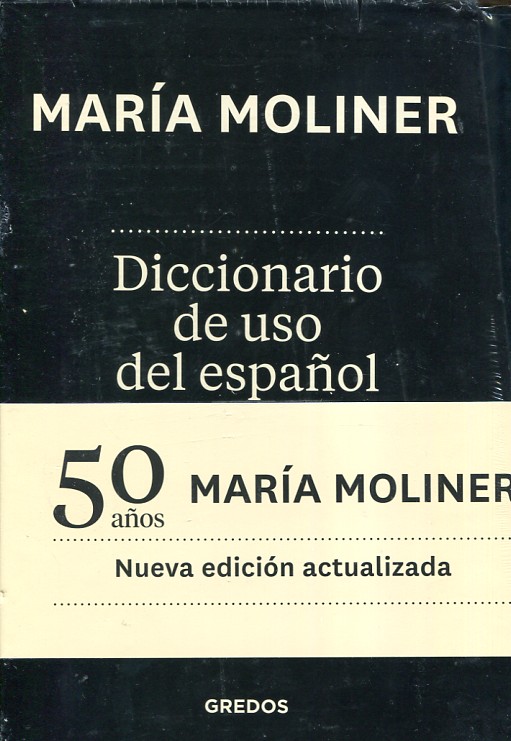 MARÍA MOLINER
Diccionario
de uso
del español
50
años
MARÍA MOLINER
Nueva edición actualizada
GREDOS